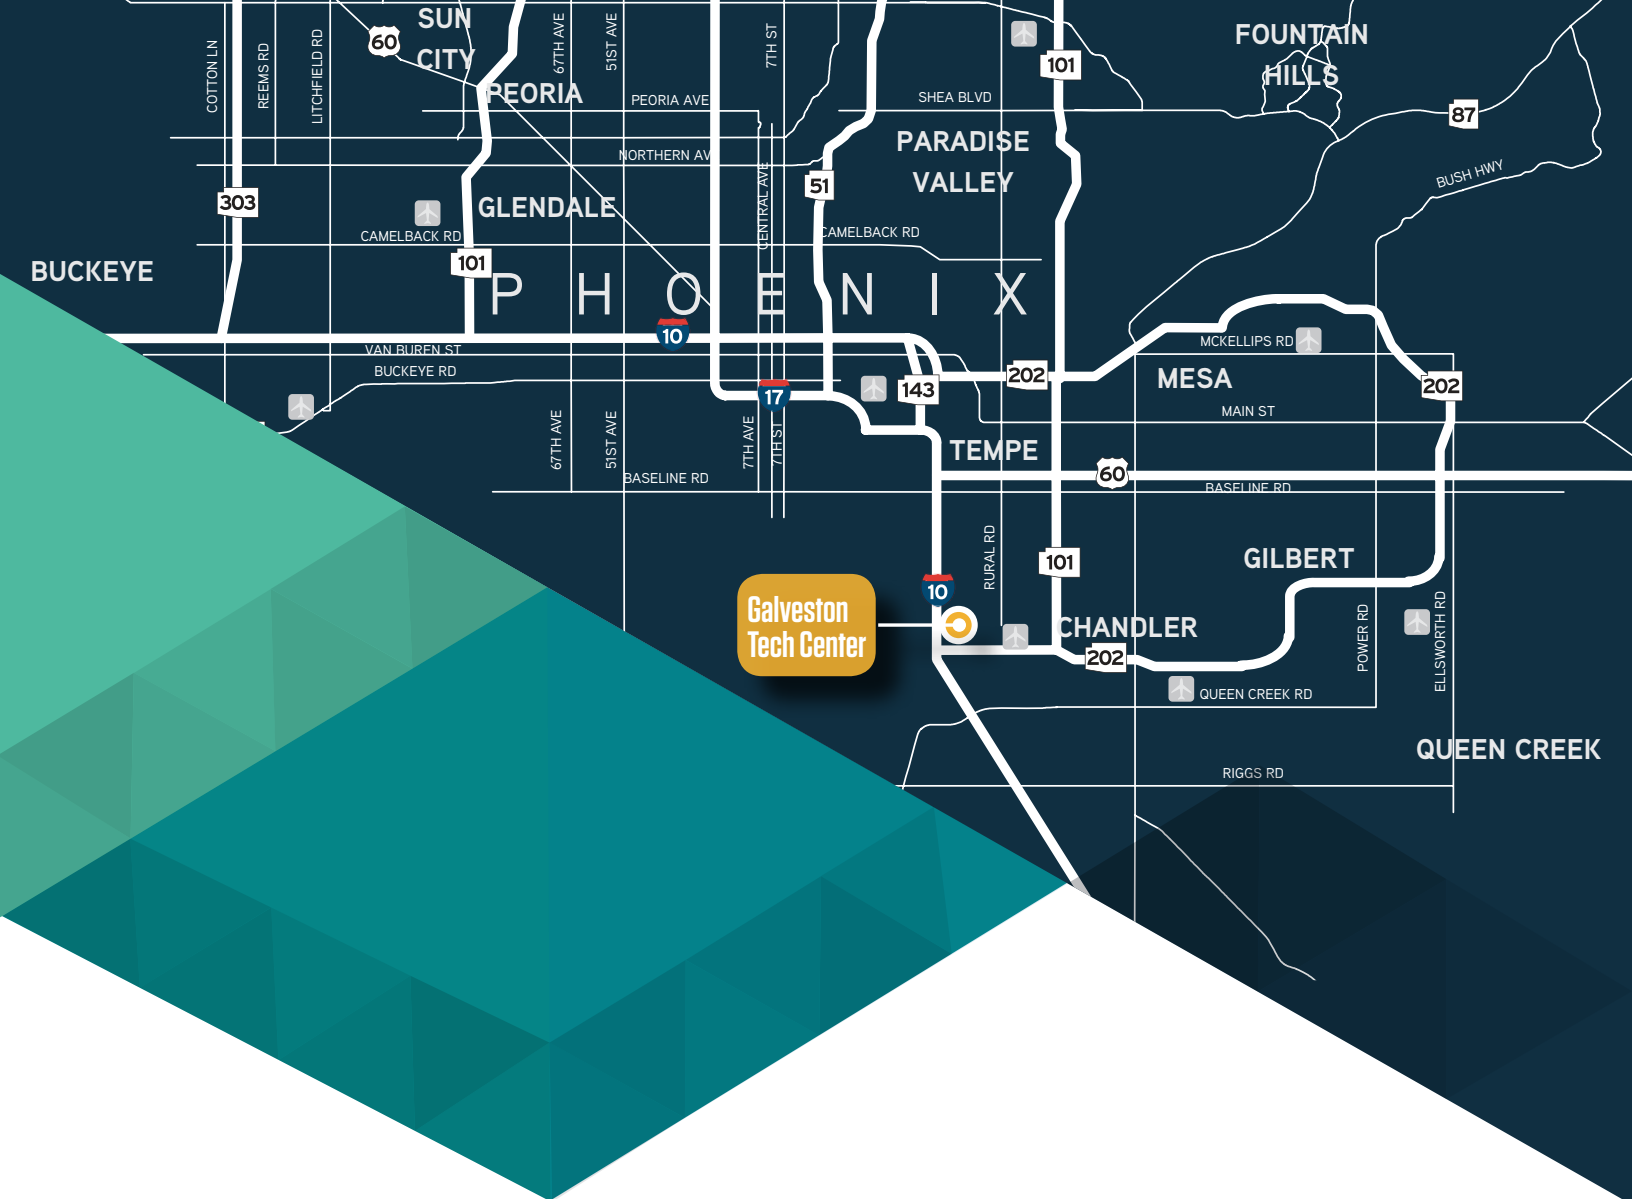 SUN
CITY
60
COTTON LN
REEMS RD
LITCHFIELD RD
67TH AVE
51ST AVE
7TH ST
101
FOUNTAIN
HILLS
PEORIA
PEORIA AVE
SHEA BLVD
87
PARADISE
VALLEY
NORTHERN AV
BUSH HWY
51
303
GLENDALE
CENTRAL AVE
CAMELBACK RD
CAMELBACK RD
BUCKEYE
101
PHOENIX
10
VAN BUREN ST
BUCKEYE RD
MCKELLIPS RD
17
143
202
MESA
202
MAIN ST
67TH AVE
51ST AVE
7TH AVE
7TH ST
TEMPE
60
BASELINE RD
BASELINE RD
RURAL RD
101
GILBERT
10
Galveston
Tech Center
CHANDLER
202
POWER RD
ELLSWORTH RD
QUEEN CREEK RD
QUEEN CREEK
RIGGS RD